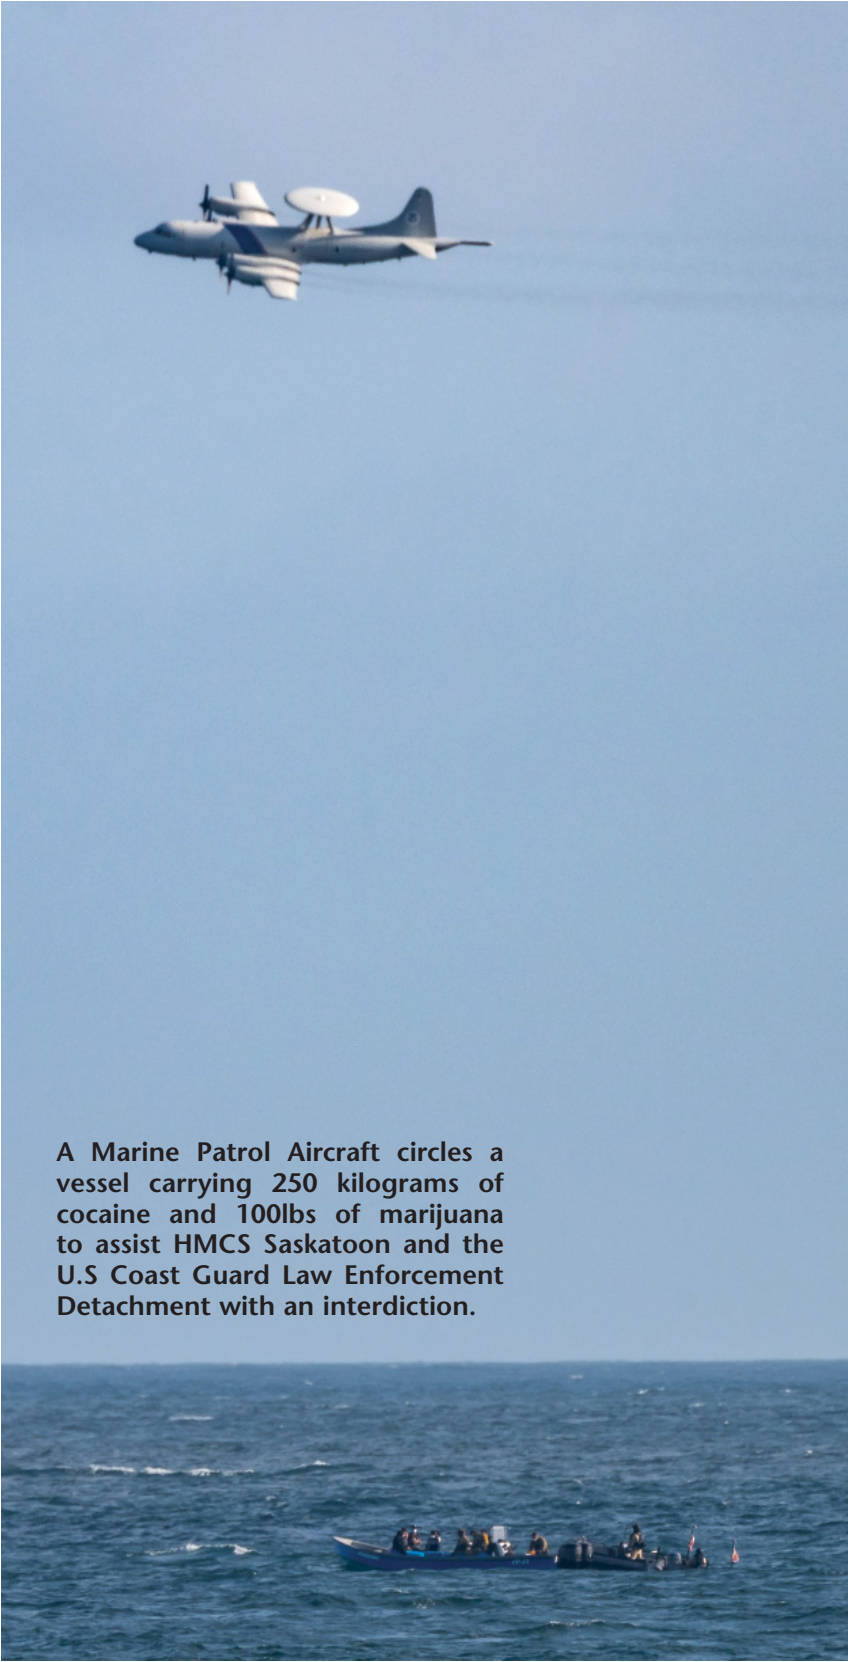 A Marine Patrol Aircraft circles a
vessel carrying 250 kilograms of
cocaine and 100lbs of marijuana
to assist HMCS Saskatoon and the
U.S Coast Guard Law Enforcement
Detachment with an interdiction.